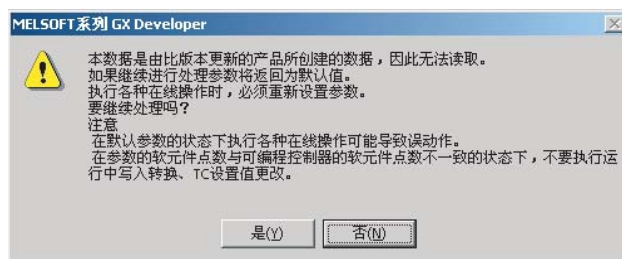 MELSOFT系列 GX Developer
本数据是由比版本更新的产品所创建的数据，因此无法读取。
如果继续进行处理参数将返回为默认值。
执行各种在线操作时，必须重新设置参数。
要继续处理吗？
注意
在默认参数的状态下执行各种在线操作可能导致误动作。
在参数的软元件点数与可编程控制器的软元件点数不一致的状态下，不要执行运
行中写入转换、TC设置值更改。
是(Y)
否(N)